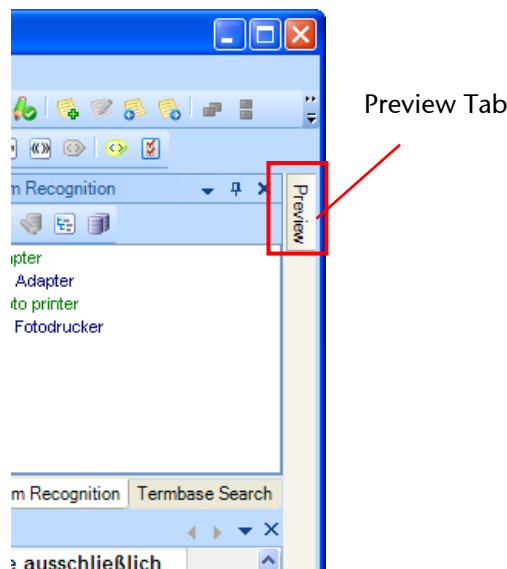 Preview Tab
m Recognition
Preview
apter
Adapter
to printer
Fotodrucker
m Recognition Termbase Search
e ausschließlich